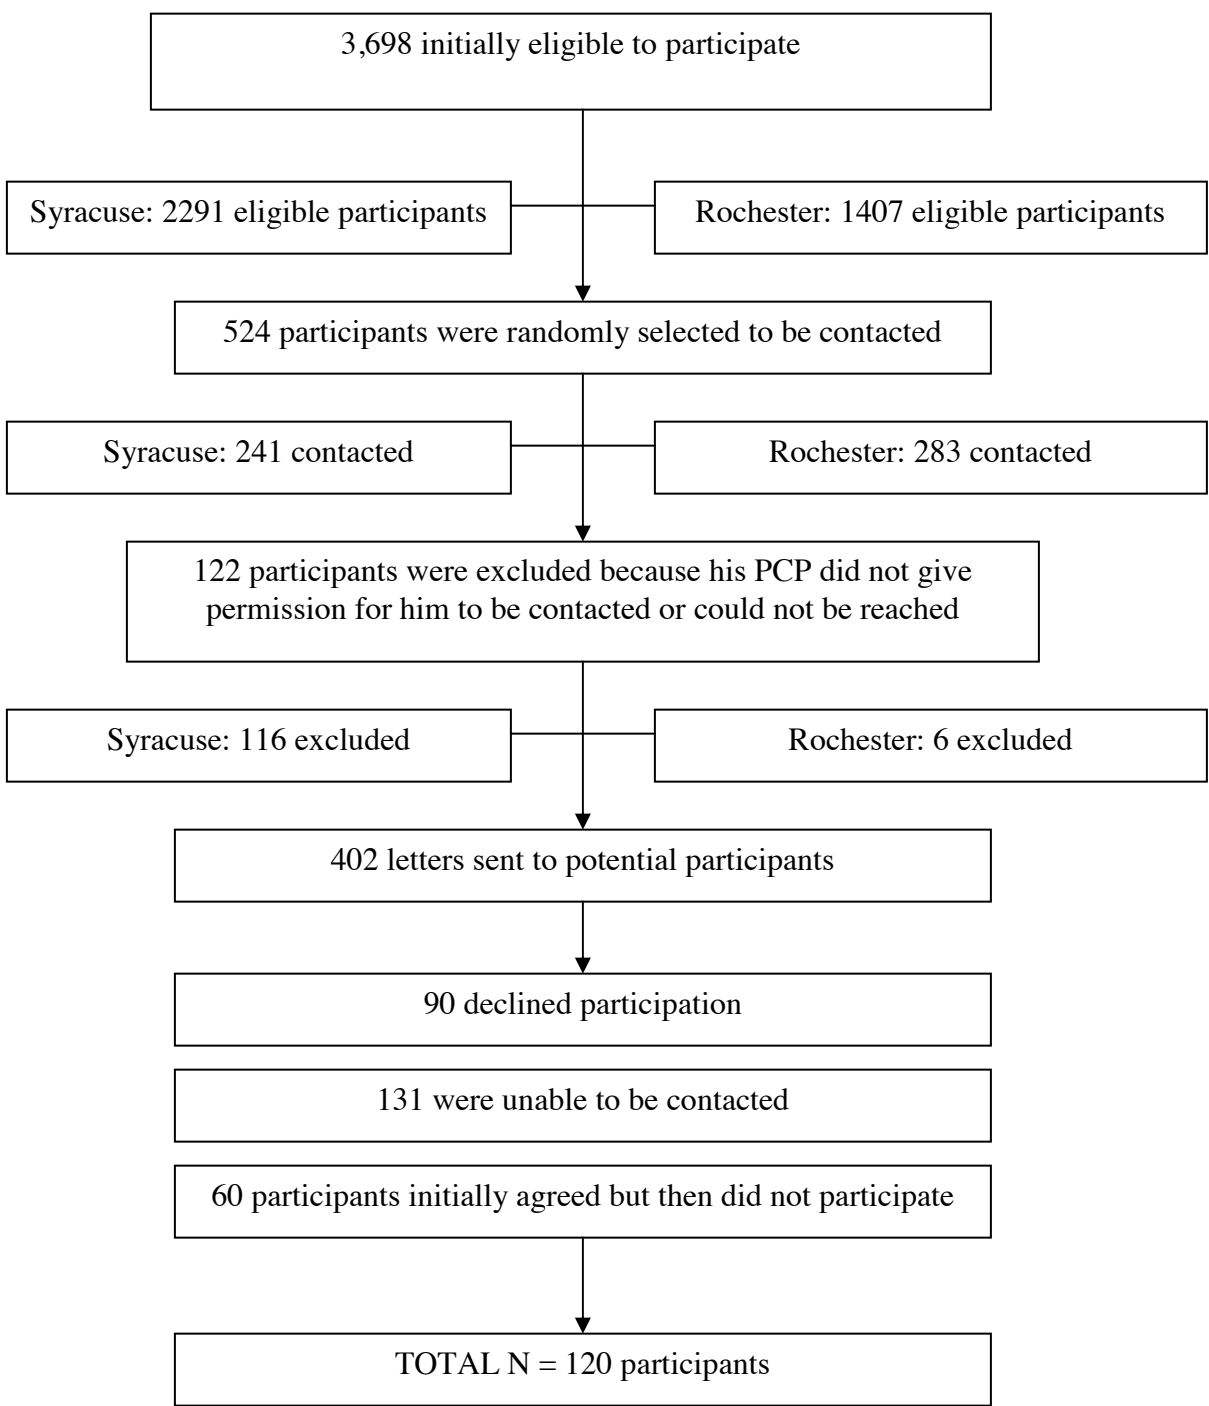 3,698 initially eligible to participate
Syracuse: 2291 eligible participants
Rochester: 1407 eligible participants
524 participants were randomly selected to be contacted
Syracuse: 241 contacted
Rochester: 283 contacted
122 participants were excluded because his PCP did not give
permission for him to be contacted or could not be reached
Syracuse: 116 excluded
Rochester: 6 excluded
402 letters sent to potential participants
90 declined participation
131 were unable to be contacted
60 participants initially agreed but then did not participate
TOTAL N = 120 participants